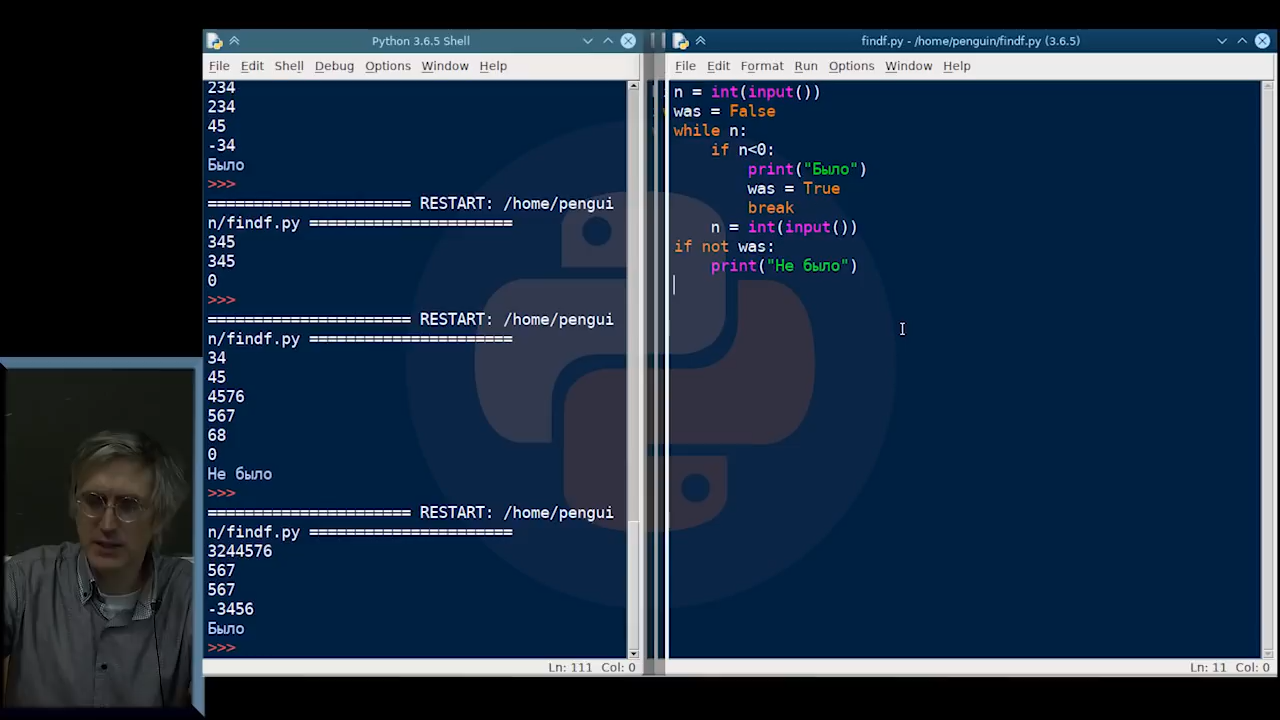 Python 3.6.5 Shell
File Edit Shell Debug Options Window Help
234
234
45
-34
Было
>>>
====================== RESTART: /home/pengui
n/findf.py ======================
345
345
0
>>>
====================== RESTART: /home/pengui
n/findf.py ======================
34
45
4576
567
68
0
Не было
>>>
====================== RESTART: /home/pengui
n/findf.py ======================
3244576
567
567
-3456
Было
>>>
Ln: 111 Col: 0
findf.py - /home/penguin/findf.py (3.6.5)
File Edit Format Run Options Window Help
n = int(input())
was = False
while n:
    if n<0:
        print("Было")
        was = True
        break
    n = int(input())
if not was:
    print("Не было")
Ln: 11 Col: 0